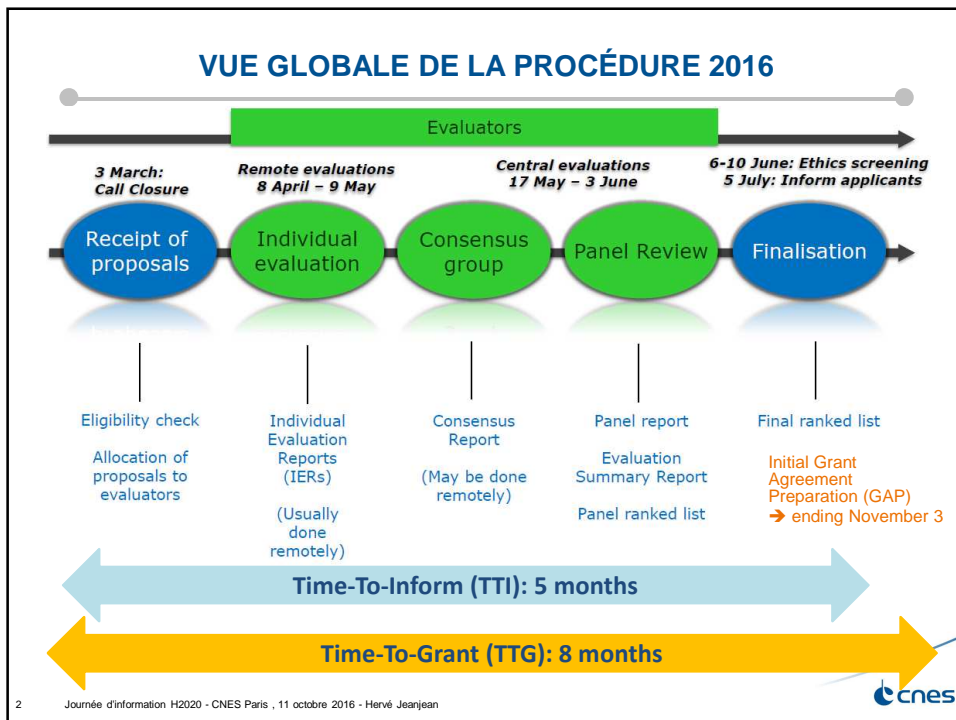 VUE GLOBALE DE LA PROCÉDURE 2016
Evaluators
3 March:
Call Closure
Remote evaluations
8 April – 9 May
Central evaluations
17 May – 3 June
6-10 June: Ethics screening
5 July: Inform applicants
Receipt of
proposals
Individual
evaluation
Consensus
group
Panel Review
Finalisation
Eligibility check
Allocation of
proposals to
evaluators
Individual
Evaluation
Reports
(IERs)
(Usually
done
remotely)
Consensus
Report
(May be done
remotely)
Panel report
Evaluation
Summary Report
Panel ranked list
Final ranked list
Initial Grant
Agreement
Preparation (GAP)
➔ ending November 3
Time-To-Inform (TTI): 5 months
Time-To-Grant (TTG): 8 months
2 Journée d'information H2020 - CNES Paris , 11 octobre 2016 - Hervé Jeanjean
cnes